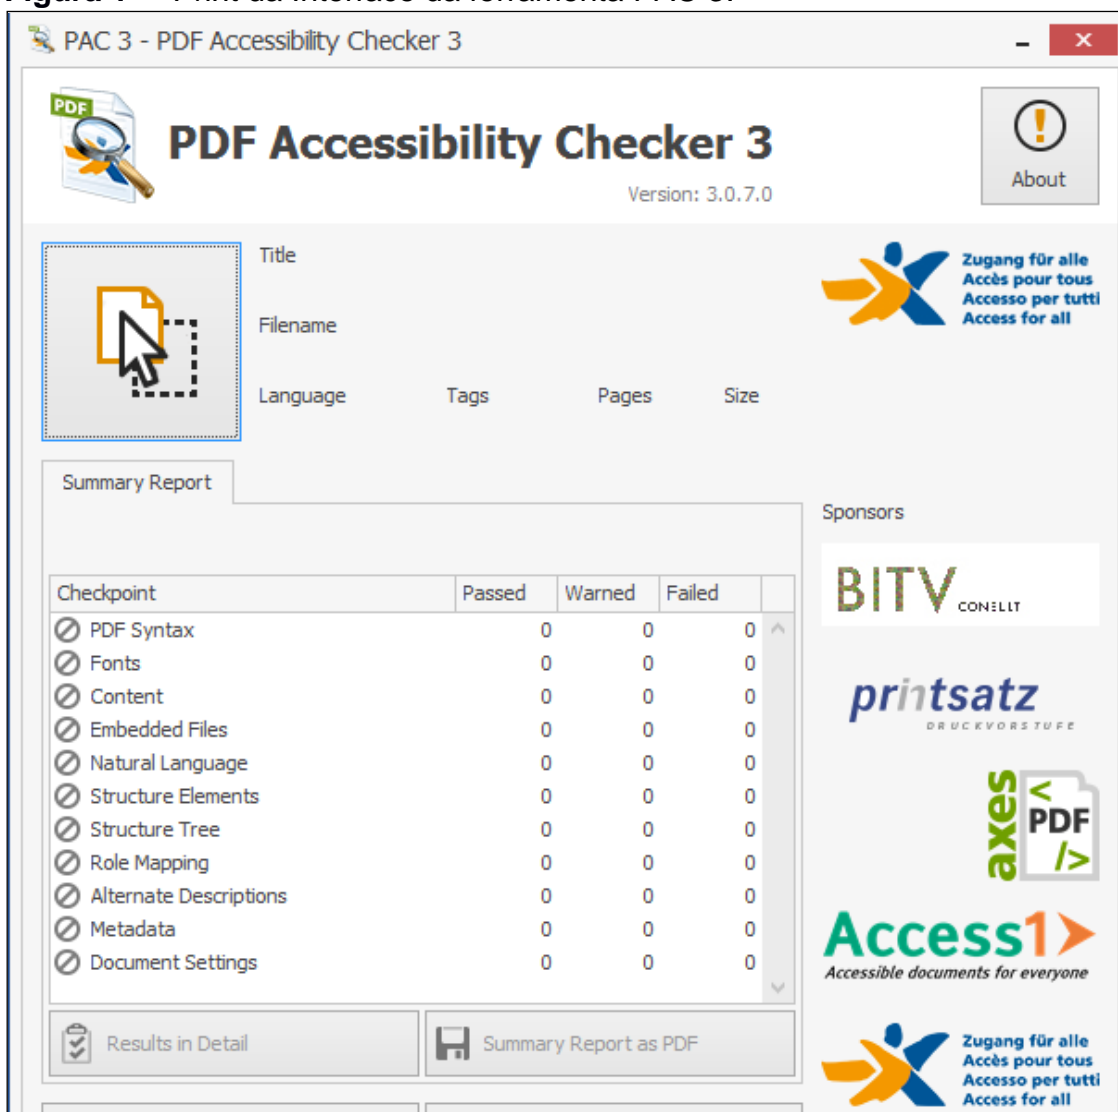 PAC 3 - PDF Accessibility Checker 3
PDF
PDF Accessibility Checker 3
Version: 3.0.7.0
About
Title
Filename
Language Tags Pages Size
Zugang für alle
Accès pour tous
Accesso per tutti
Access for all
Summary Report
Checkpoint Passed Warned Failed
PDF Syntax 0 0 0
Fonts 0 0 0
Content 0 0 0
Embedded Files 0 0 0
Natural Language 0 0 0
Structure Elements 0 0 0
Structure Tree 0 0 0
Role Mapping 0 0 0
Alternate Descriptions 0 0 0
Metadata 0 0 0
Document Settings 0 0 0
Results in Detail
Summary Report as PDF
Sponsors
BITV CONELLT
printsatz
DRUCKVORSTUFE
axes
<
PDF
/>
Access1
Accessible documents for everyone
Zugang für alle
Accès pour tous
Accesso per tutti
Access for all